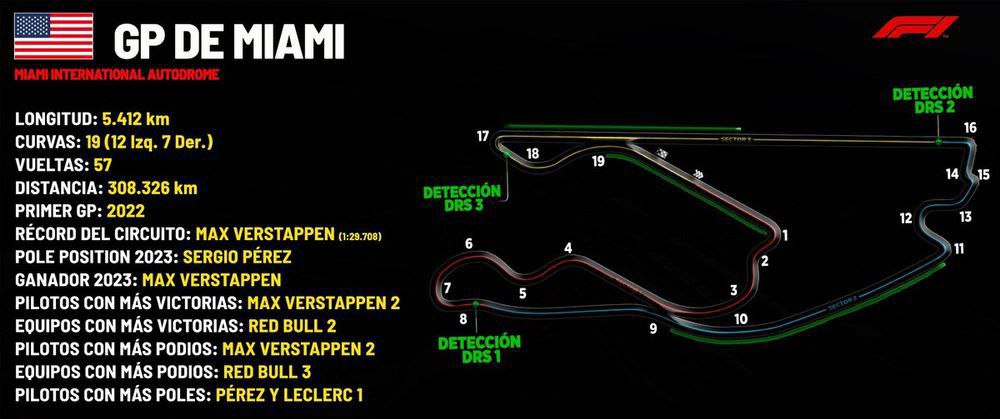 GP DE MIAMI
F1
MIAMI INTERNATIONAL AUTODROME
LONGITUD: 5.412 km
CURVAS: 19 (12 Izq. 7 Der.)
VUELTAS: 57
DISTANCIA: 308.326 km
PRIMER GP: 2022
RÉCORD DEL CIRCUITO: MAX VERSTAPPEN (1:29.708)
POLE POSITION 2023: SERGIO PÉREZ
GANADOR 2023: MAX VERSTAPPEN
PILOTOS CON MÁS VICTORIAS: MAX VERSTAPPEN 2
EQUIPOS CON MÁS VICTORIAS: RED BULL 2
PILOTOS CON MÁS PODIOS: MAX VERSTAPPEN 2
EQUIPOS CON MÁS PODIOS: RED BULL 3
PILOTOS CON MÁS POLES: PÉREZ Y LECLERC 1
DETECCIÓN
DRS 2
16
17
SECTOR 3
18
19
14
15
DETECCIÓN
DRS 3
13
12
1
11
2
6
4
5
7
3
8
9
10
SECTOR 2
DETECCIÓN
DRS 1